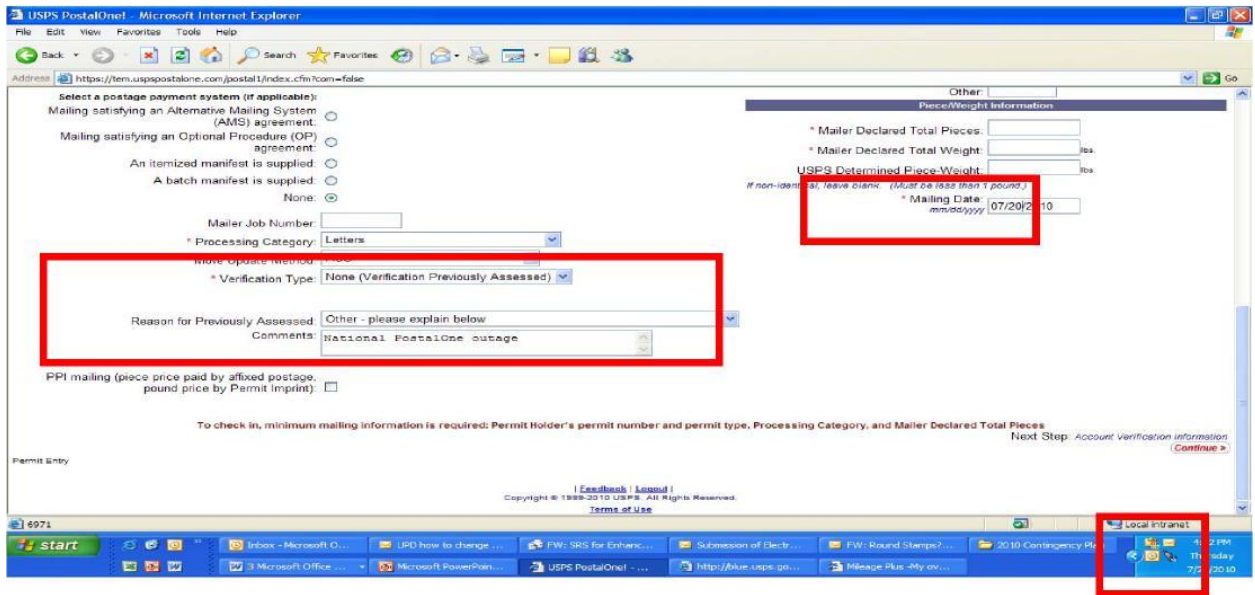 USPS PostalOne! - Microsoft Internet Explorer
File Edit View Favorites Tools Help
Back Search Favorites
Address https://tem.uspspostalone.com/postal1/index.cfm?com=false Go
Select a postage payment system (if applicable):
Mailing satisfying an Alternative Mailing System
(AMS) agreement:
Mailing satisfying an Optional Procedure (OP)
agreement:
An itemized manifest is supplied:
A batch manifest is supplied:
None:
Mailer Job Number:
* Processing Category: Letters
Move Update Method:
* Verification Type: None (Verification Previously Assessed)
Reason for Previously Assessed: Other - please explain below
Comments: National PostalOne outage
PPI mailing (piece price paid by affixed postage,
pound price by Permit Imprint):
Other:
Piece/Weight Information
* Mailer Declared Total Pieces:
* Mailer Declared Total Weight: lbs.
USPS Determined Piece-Weight: lbs.
If non-identical, leave blank. (Must be less than 1 pound.)
* Mailing Date: 07/20/2010
mm/dd/yyyy
To check in, minimum mailing information is required: Permit Holder's permit number and permit type, Processing Category, and Mailer Declared Total Pieces
Next Step: Account Verification information
Continue »
Permit Entry
| Feedback | Logout |
Copyright © 1999-2010 USPS. All Rights Reserved.
Terms of Use
6971 Local intranet
start Inbox - Microsoft O... UPD how to change ... FW: SRS for Enhanc... Submission of Electr... FW: Round Stamps?... 2010 Contingency Plan PM
Thursday
3 Microsoft Office ... Microsoft PowerPoin... USPS PostalOne! - ... http://blue.usps.go... Mileage Plus -My ov... /2010